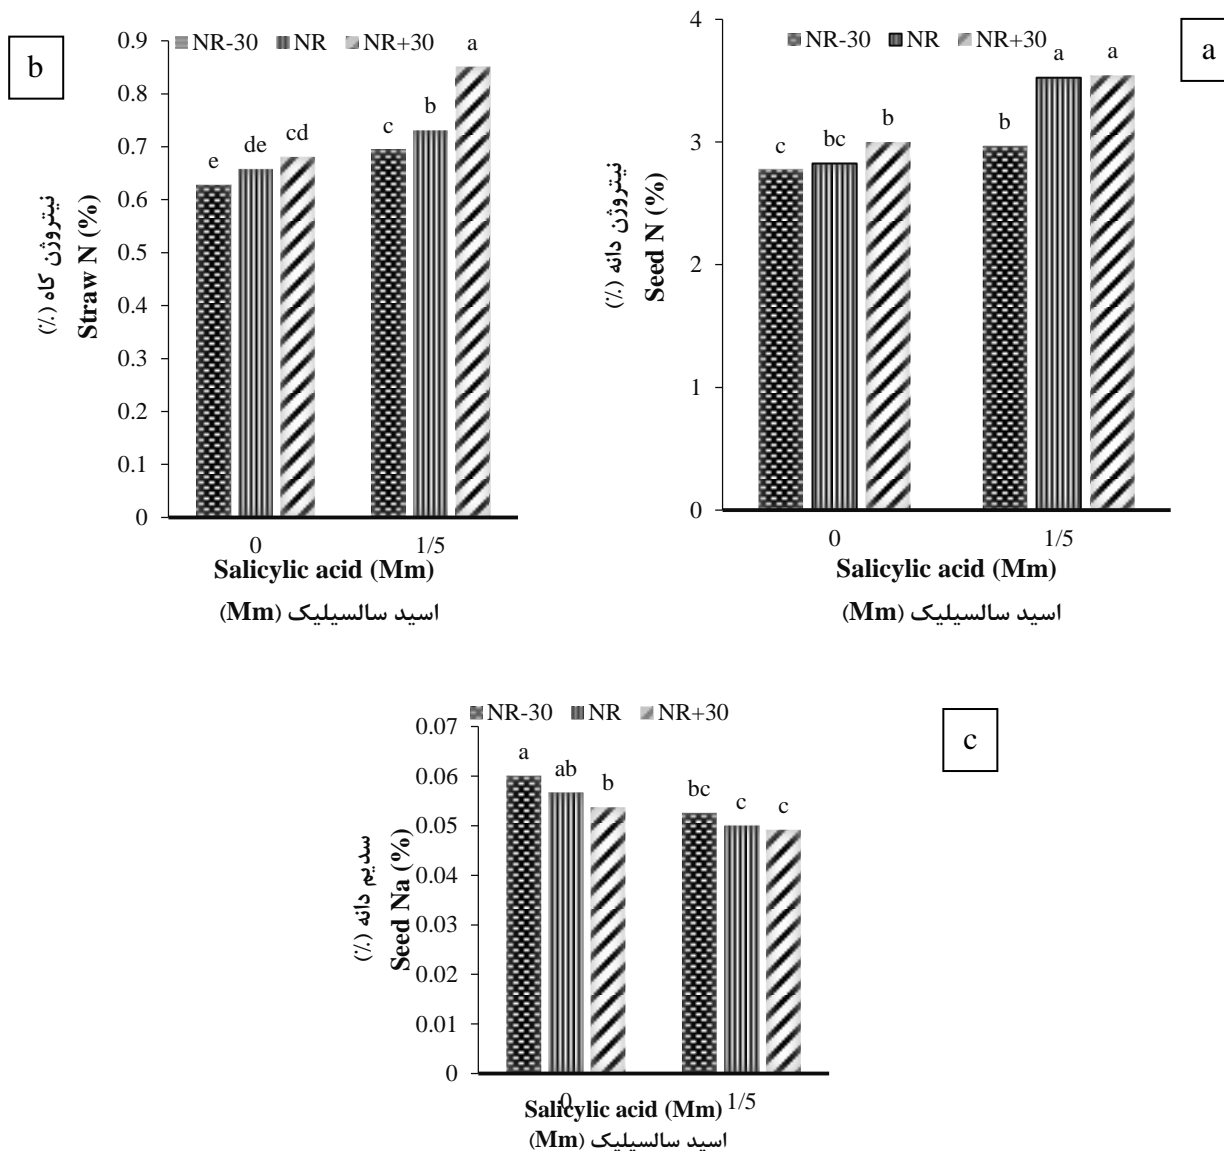 b
NR-30 NR NR+30
0.9
0.8
0.7
0.6
0.5
0.4
0.3
0.2
0.1
0
e de cd c b a
نیتروژن کاه (٪)
Straw N (%)
0 1/5
Salicylic acid (Mm)
اسید سالسیلیک (Mm)
a
NR-30 NR NR+30
4
3
2
1
0
c bc b b a a
نیتروژن دانه (٪)
Seed N (%)
0 1/5
Salicylic acid (Mm)
اسید سالسیلیک (Mm)
c
NR-30 NR NR+30
0.07
0.06
0.05
0.04
0.03
0.02
0.01
0
a ab b bc c c
سدیم دانه (٪)
Seed Na (%)
0 1/5
Salicylic acid (Mm)
اسید سالسیلیک (Mm)